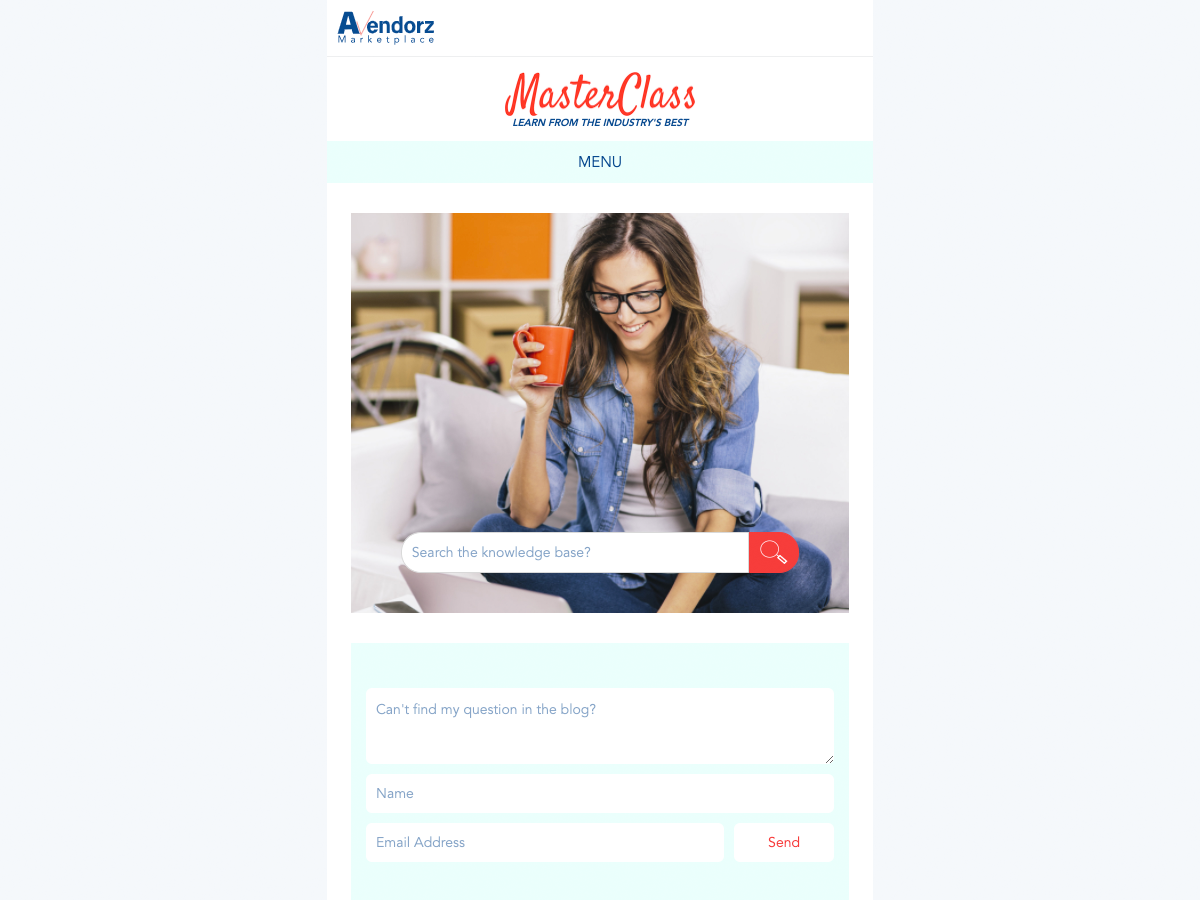 Avendorz
Marketplace
MasterClass
LEARN FROM THE INDUSTRY'S BEST
MENU
Search the knowledge base?
Can't find my question in the blog?
Name
Email Address
Send